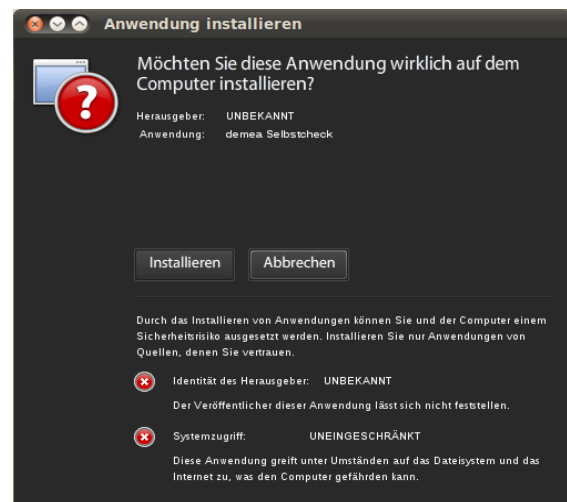 Anwendung installieren
Möchten Sie diese Anwendung wirklich auf dem
Computer installieren?
Herausgeber: UNBEKANNT
Anwendung: demea Selbstcheck
Installieren Abbrechen
Durch das Installieren von Anwendungen können Sie und der Computer einem
Sicherheitsrisiko ausgesetzt werden. Installieren Sie nur Anwendungen von
Quellen, denen Sie vertrauen.
Identität des Herausgeber: UNBEKANNT
Der Veröffentlicher dieser Anwendung lässt sich nicht feststellen.
Systemzugriff: UNEINGESCHRÄNKT
Diese Anwendung greift unter Umständen auf das Dateisystem und das
Internet zu, was den Computer gefährden kann.